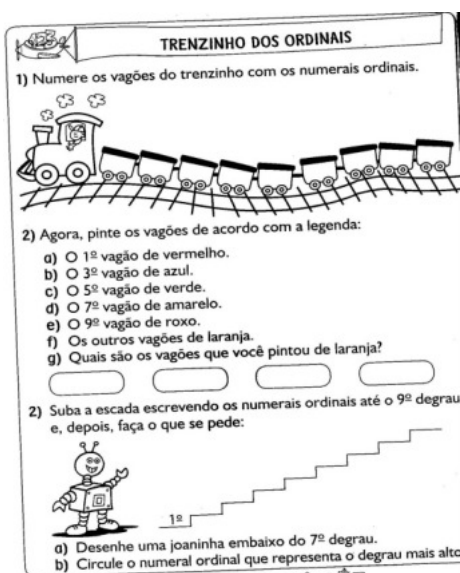 TRENZINHO DOS ORDINAIS
1) Numere os vagões do trenzinho com os numerais ordinais.
2) Agora, pinte os vagões de acordo com a legenda:
a) O 1º vagão de vermelho.
b) O 3º vagão de azul.
c) O 5º vagão de verde.
d) O 7º vagão de amarelo.
e) O 9º vagão de roxo.
f) Os outros vagões de laranja.
g) Quais são os vagões que você pintou de laranja?
2) Suba a escada escrevendo os numerais ordinais até o 9º degrau
e, depois, faça o que se pede:
1º
a) Desenhe uma joaninha embaixo do 7º degrau.
b) Circule o numeral ordinal que representa o degrau mais alto